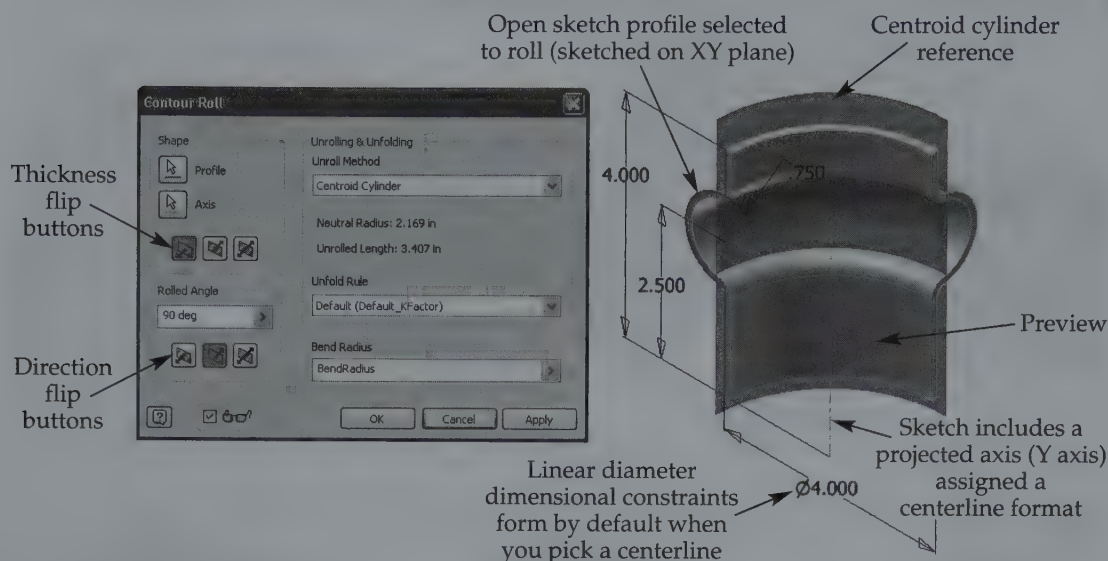 Open sketch profile selected
to roll (sketched on XY plane)
Centroid cylinder
reference
Contour Roll
Shape
Profile
Axis
Thickness
flip
buttons
Rolled Angle
90 deg
Direction
flip
buttons
Unrolling & Unfolding
Unroll Method
Centroid Cylinder
Neutral Radius: 2.169 in
Unrolled Length: 3.407 in
Unfold Rule
Default (Default_KFactor)
Bend Radius
BendRadius
OK
Cancel
Apply
4.000
.750
2.500
Preview
Sketch includes a
projected axis (Y axis)
assigned a
centerline format
Linear diameter
dimensional constraints
form by default when
you pick a centerline
Ø4.000